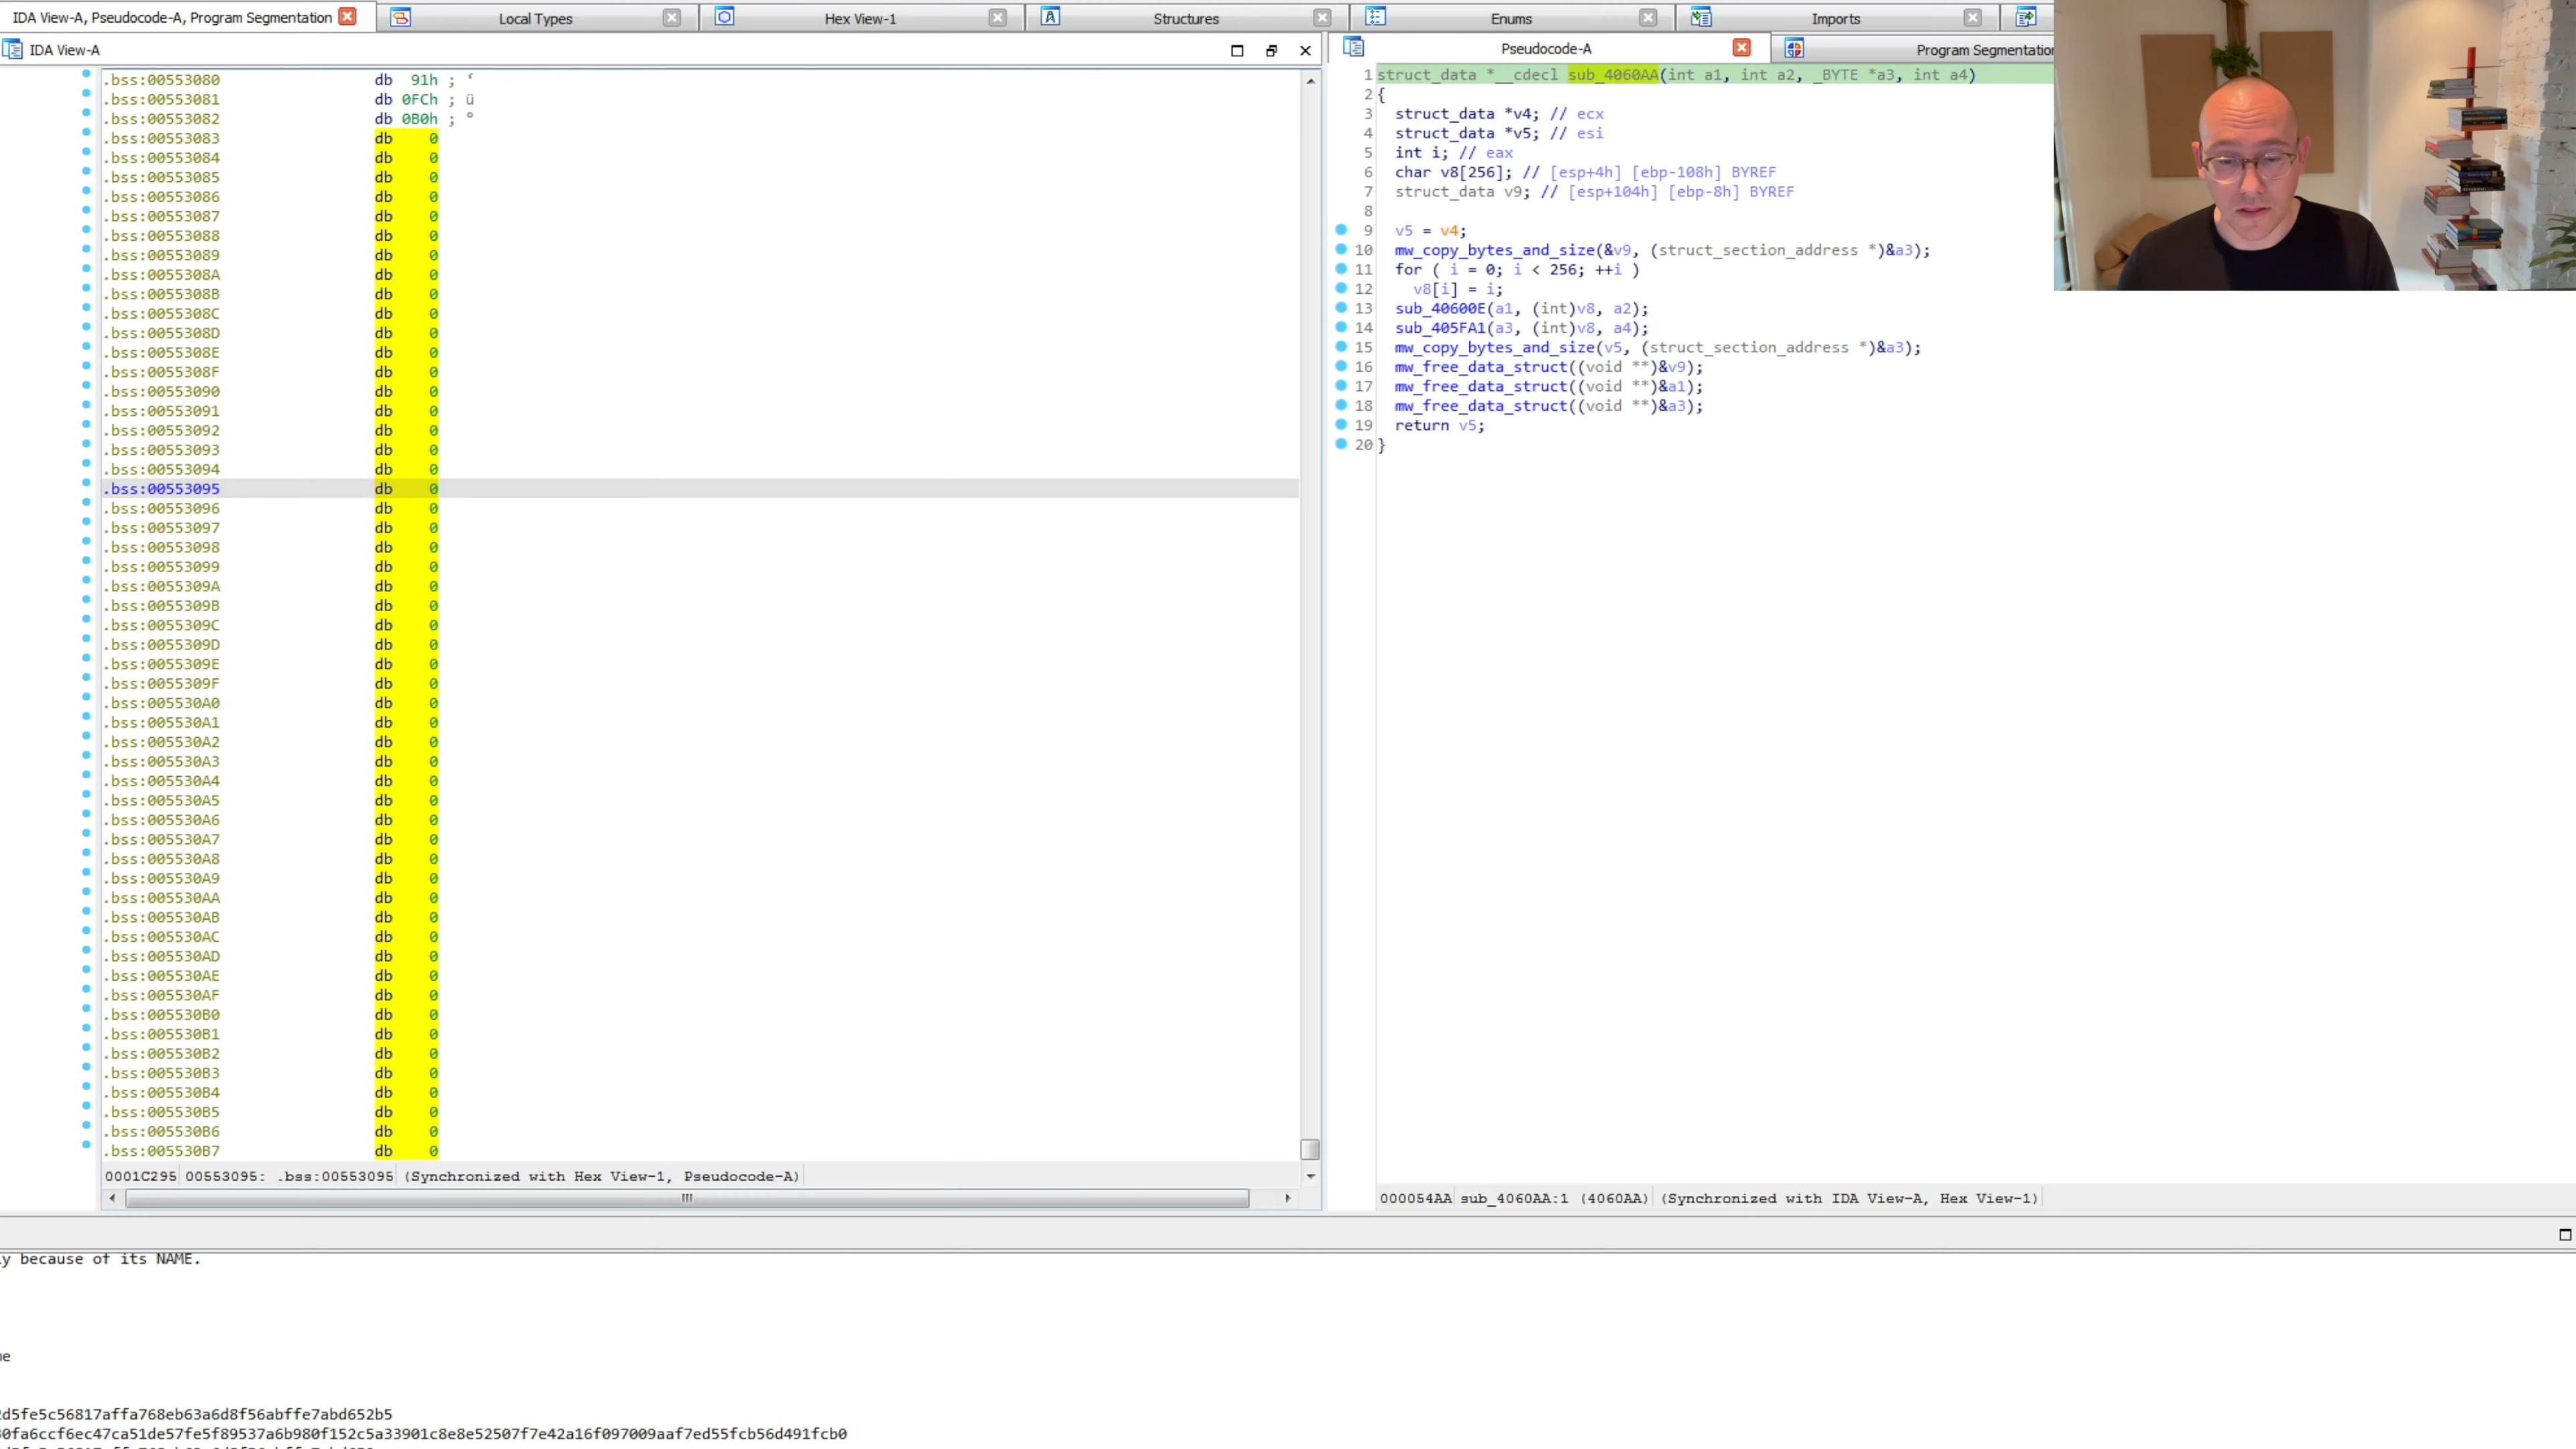 IDA View-A, Pseudocode-A, Program Segmentation
Local Types
Hex View-1
Structures
Enums
Imports
IDA View-A
Pseudocode-A
.bss:00553080 db 91h ; ‘
.bss:00553081 db 0FCh ; ü
.bss:00553082 db 0B0h ; °
.bss:00553083 db 0
.bss:00553084 db 0
.bss:00553085 db 0
.bss:00553086 db 0
.bss:00553087 db 0
.bss:00553088 db 0
.bss:00553089 db 0
.bss:0055308A db 0
.bss:0055308B db 0
.bss:0055308C db 0
.bss:0055308D db 0
.bss:0055308E db 0
.bss:0055308F db 0
.bss:00553090 db 0
.bss:00553091 db 0
.bss:00553092 db 0
.bss:00553093 db 0
.bss:00553094 db 0
.bss:00553095 db 0
.bss:00553096 db 0
.bss:00553097 db 0
.bss:00553098 db 0
.bss:00553099 db 0
.bss:0055309A db 0
.bss:0055309B db 0
.bss:0055309C db 0
.bss:0055309D db 0
.bss:0055309E db 0
.bss:0055309F db 0
.bss:005530A0 db 0
.bss:005530A1 db 0
.bss:005530A2 db 0
.bss:005530A3 db 0
.bss:005530A4 db 0
.bss:005530A5 db 0
.bss:005530A6 db 0
.bss:005530A7 db 0
.bss:005530A8 db 0
.bss:005530A9 db 0
.bss:005530AA db 0
.bss:005530AB db 0
.bss:005530AC db 0
.bss:005530AD db 0
.bss:005530AE db 0
.bss:005530AF db 0
.bss:005530B0 db 0
.bss:005530B1 db 0
.bss:005530B2 db 0
.bss:005530B3 db 0
.bss:005530B4 db 0
.bss:005530B5 db 0
.bss:005530B6 db 0
.bss:005530B7 db 0
0001C295 00553095: .bss:00553095 (Synchronized with Hex View-1, Pseudocode-A)
Program Segmentation
1 struct_data *__cdecl sub_4060AA(int a1, int a2, _BYTE *a3, int a4)
2 {
3 struct_data *v4; // ecx
4 struct_data *v5; // esi
5 int i; // eax
6 char v8[256]; // [esp+4h] [ebp-108h] BYREF
7 struct_data v9; // [esp+104h] [ebp-8h] BYREF
8
9 v5 = v4;
10 mw_copy_bytes_and_size(&v9, (struct_section_address *)&a3);
11 for ( i = 0; i < 256; ++i )
12 v8[i] = i;
13 sub_40600E(a1, (int)v8, a2);
14 sub_405FA1(a3, (int)v8, a4);
15 mw_copy_bytes_and_size(v5, (struct_section_address *)&a3);
16 mw_free_data_struct((void **)&v9);
17 mw_free_data_struct((void **)&a1);
18 mw_free_data_struct((void **)&a3);
19 return v5;
20 }
000054AA sub_4060AA:1 (4060AA) (Synchronized with IDA View-A, Hex View-1)
y because of its NAME.
me
2d5fe5c56817affa768eb63a6d8f56abffe7abd652b5
30fa6ccf6ec47ca51de57fe5f89537a6b980f152c5a33901c8e8e52507f7e42a16f097009aaf7ed55fcb56d491fcb0